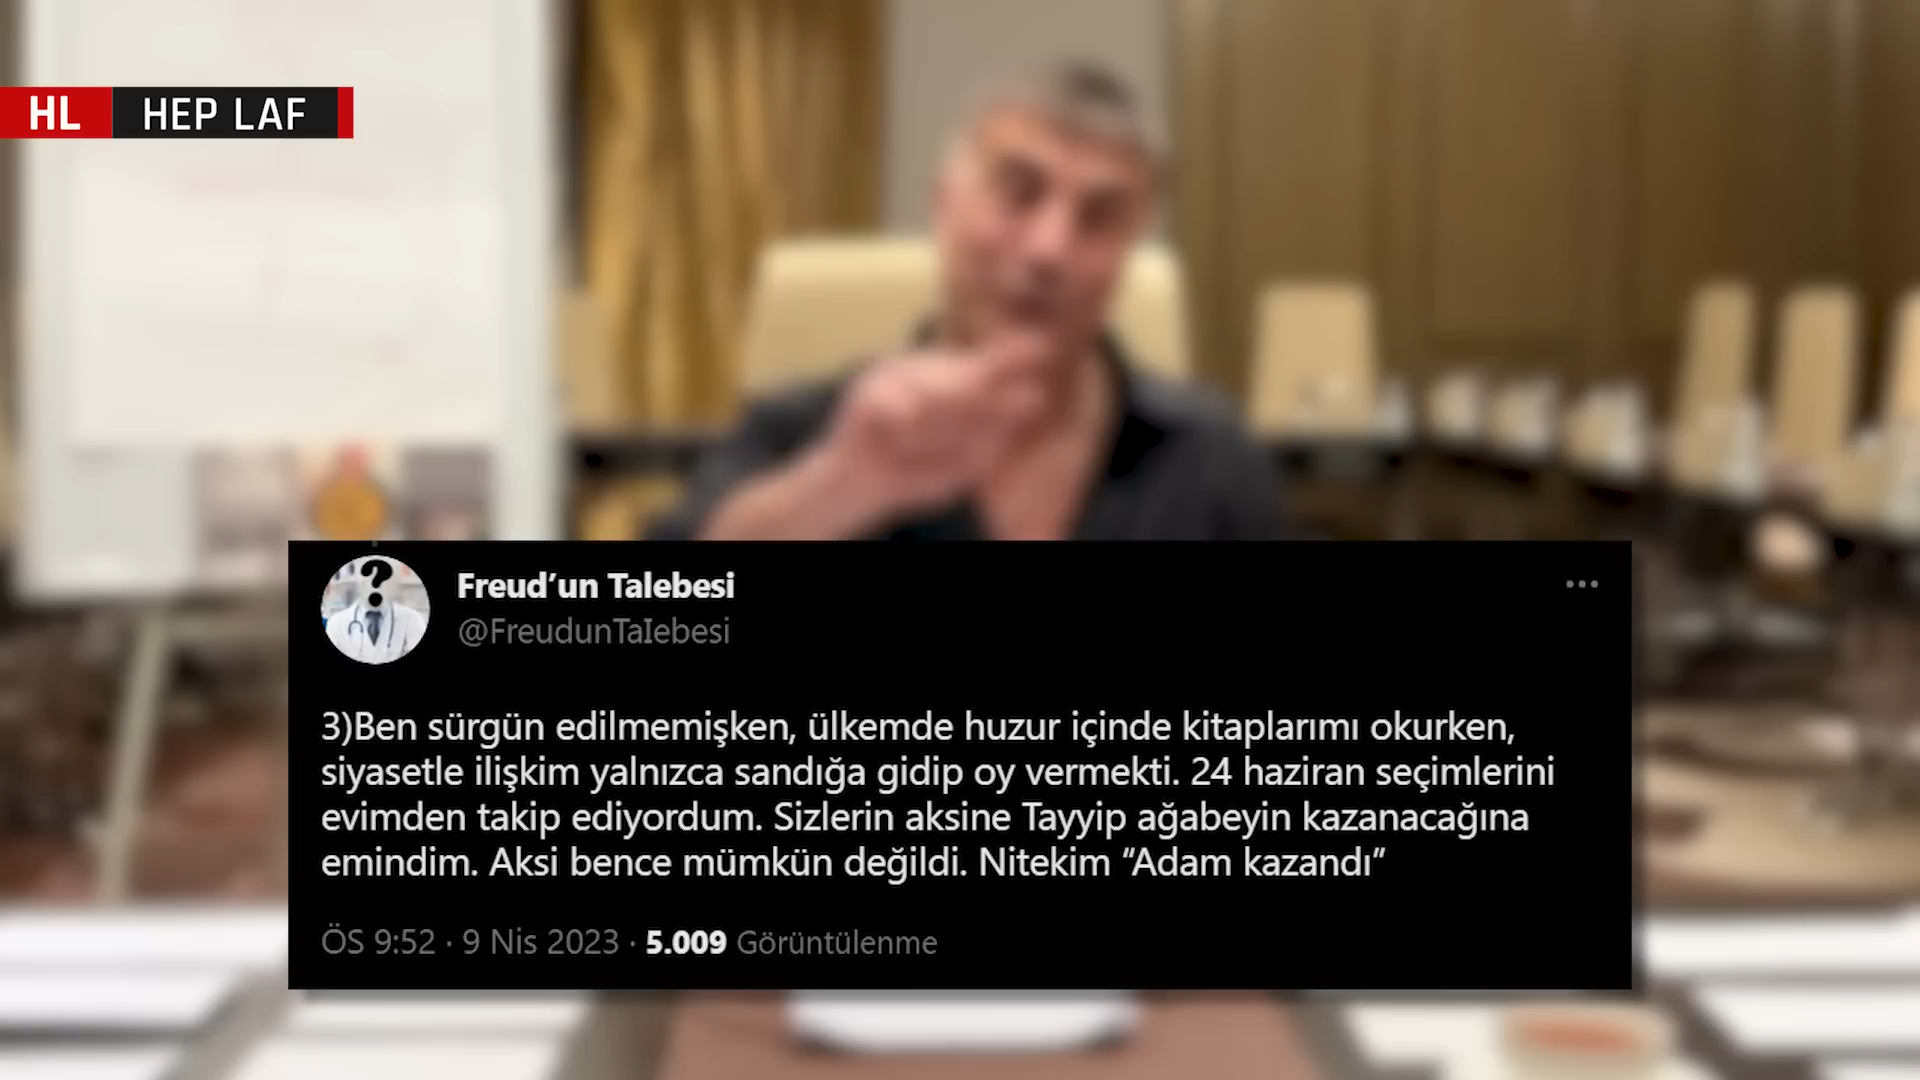 HL HEP LAF
Freud’un Talebesi
@FreudunTaIebesi
3)Ben sürgün edilmemişken, ülkemde huzur içinde kitaplarımı okurken,
siyasetle ilişkim yalnızca sandığa gidip oy vermekti. 24 haziran seçimlerini
evimden takip ediyordum. Sizlerin aksine Tayyip ağabeyin kazanacağına
emindim. Aksi bence mümkün değildi. Nitekim “Adam kazandı”
ÖS 9:52 · 9 Nis 2023 · 5.009 Görüntülenme